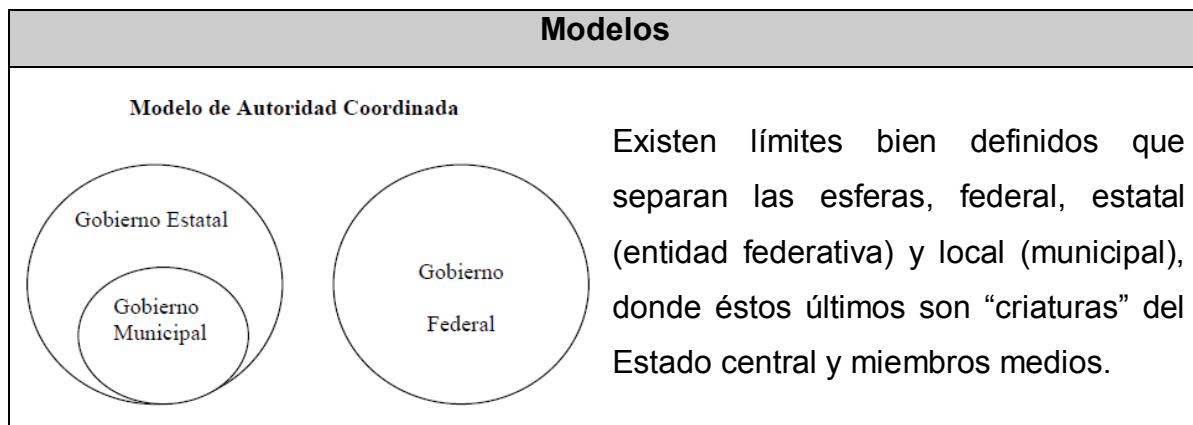 Modelos
Modelo de Autoridad Coordinada
Gobierno Estatal
Gobierno
Municipal
Gobierno
Federal
Existen límites bien definidos que
separan las esferas, federal, estatal
(entidad federativa) y local (municipal),
donde éstos últimos son “criaturas” del
Estado central y miembros medios.